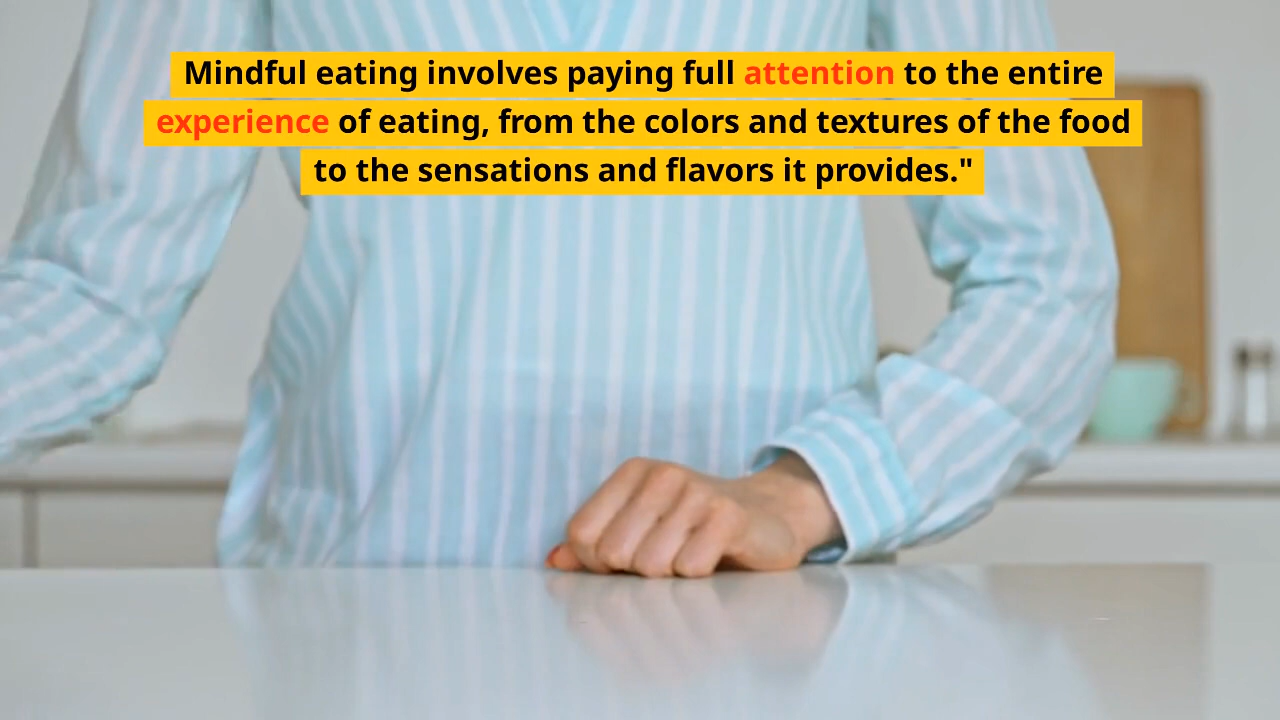 Mindful eating involves paying full attention to the entire
experience of eating, from the colors and textures of the food
to the sensations and flavors it provides."